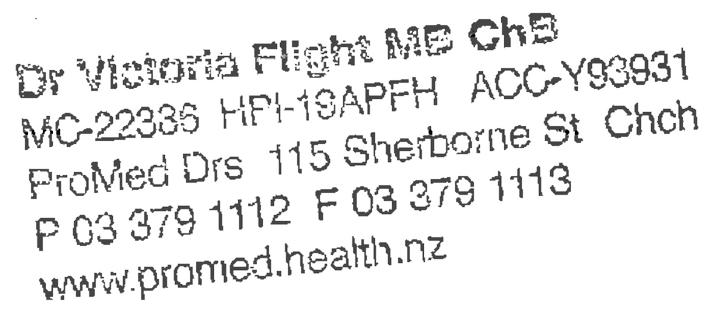 Dr Victoria Flight MB ChB
MC-22336 HPI-19APFH ACC-Y93931
ProMed Drs 115 Sherborne St Chch
P 03 379 1112 F 03 379 1113
www.promed.health.nz